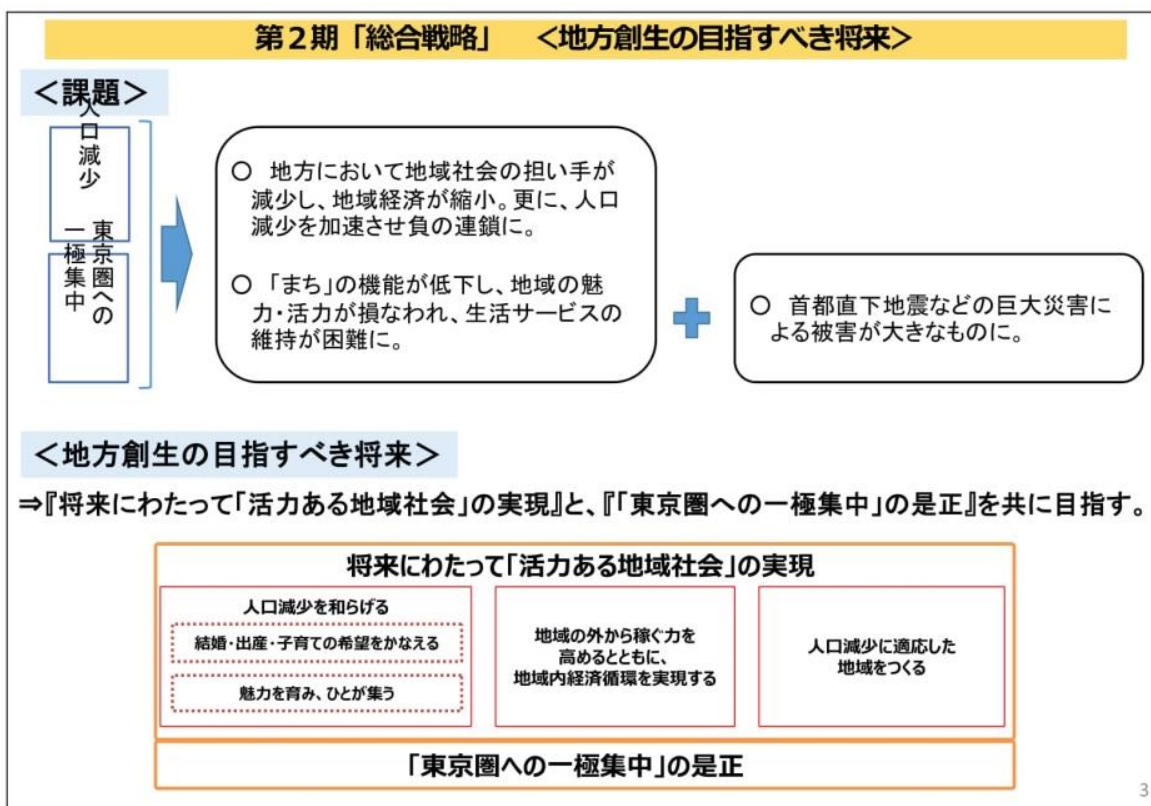 第2期「総合戦略」　<地方創生の目指すべき将来>
<課題>
人口減少
東京圏への
一極集中
○ 地方において地域社会の担い手が
減少し、地域経済が縮小。更に、人口
減少を加速させ負の連鎖に。
○ 「まち」の機能が低下し、地域の魅
力・活力が損なわれ、生活サービスの
維持が困難に。
○ 首都直下地震などの巨大災害に
よる被害が大きなものに。
<地方創生の目指すべき将来>
⇒『将来にわたって「活力ある地域社会」の実現』と、『「東京圏への一極集中」の是正』を共に目指す。
将来にわたって「活力ある地域社会」の実現
人口減少を和らげる
結婚・出産・子育ての希望をかなえる
魅力を育み、ひとが集う
地域の外から稼ぐ力を
高めるとともに、
地域内経済循環を実現する
人口減少に適応した
地域をつくる
「東京圏への一極集中」の是正
3